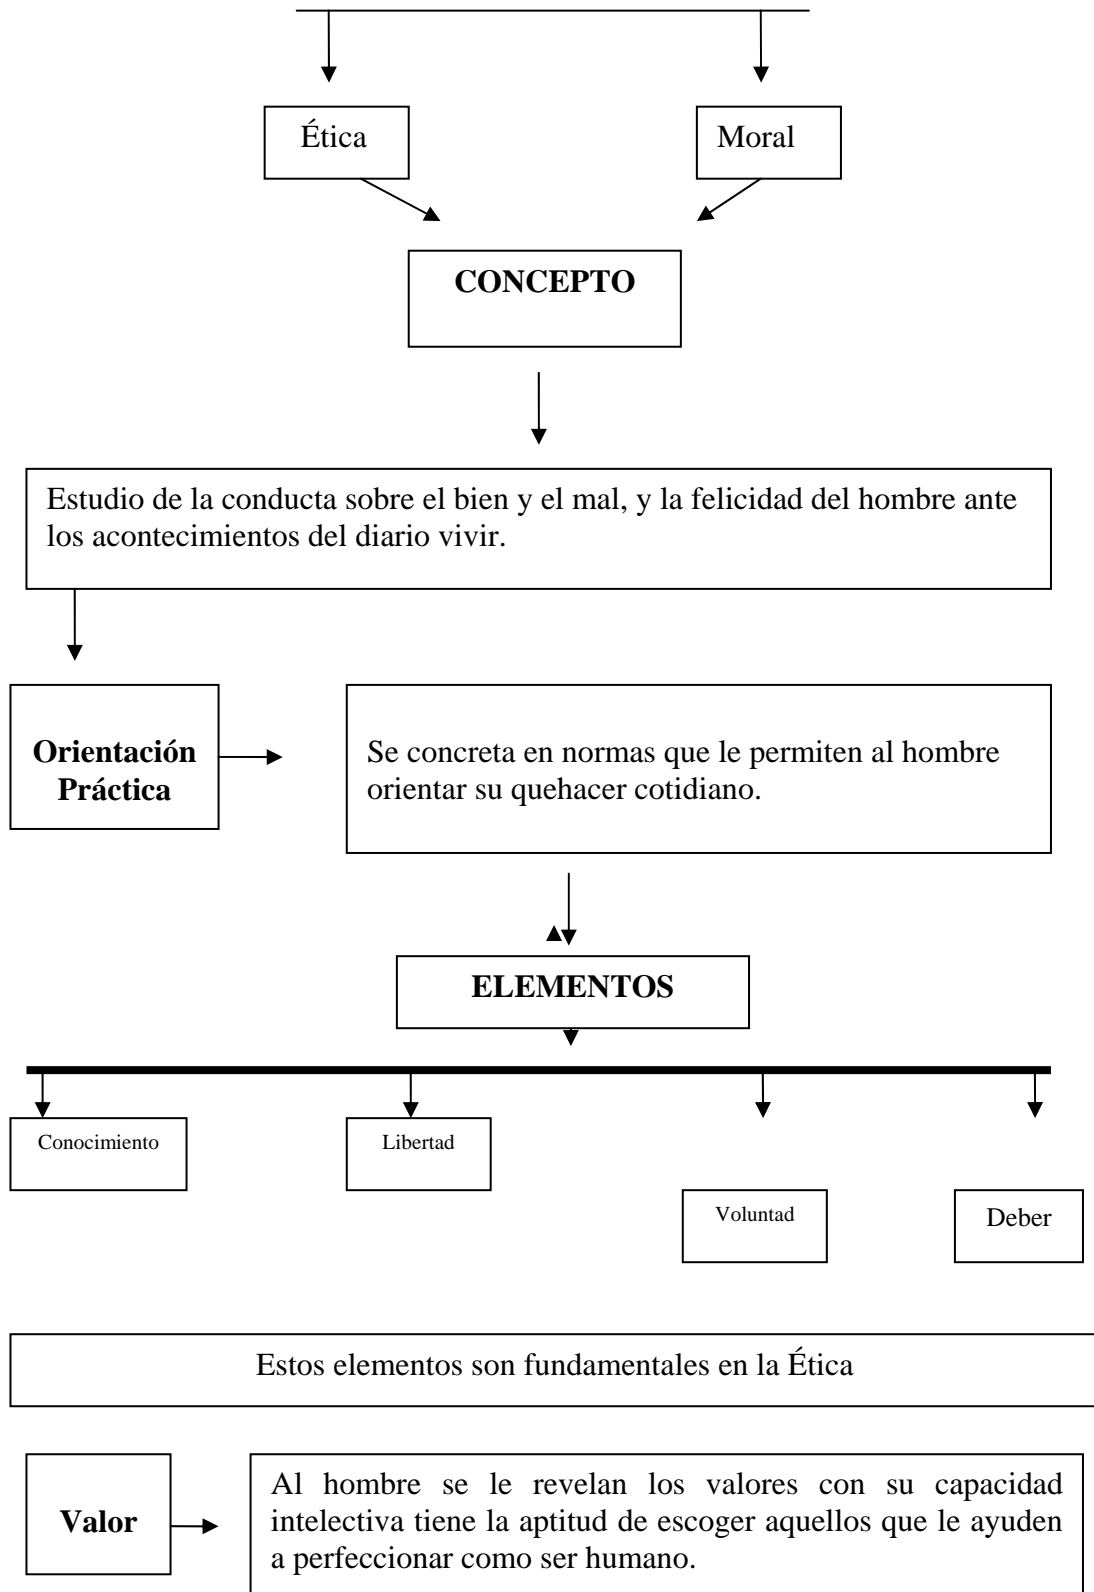 Ética
Moral
CONCEPTO
Estudio de la conducta sobre el bien y el mal, y la felicidad del hombre ante
los acontecimientos del diario vivir.
Orientación
Práctica
Se concreta en normas que le permiten al hombre
orientar su quehacer cotidiano.
ELEMENTOS
Conocimiento
Libertad
Voluntad
Deber
Estos elementos son fundamentales en la Ética
Valor
Al hombre se le revelan los valores con su capacidad
intelectiva tiene la aptitud de escoger aquellos que le ayuden
a perfeccionar como ser humano.